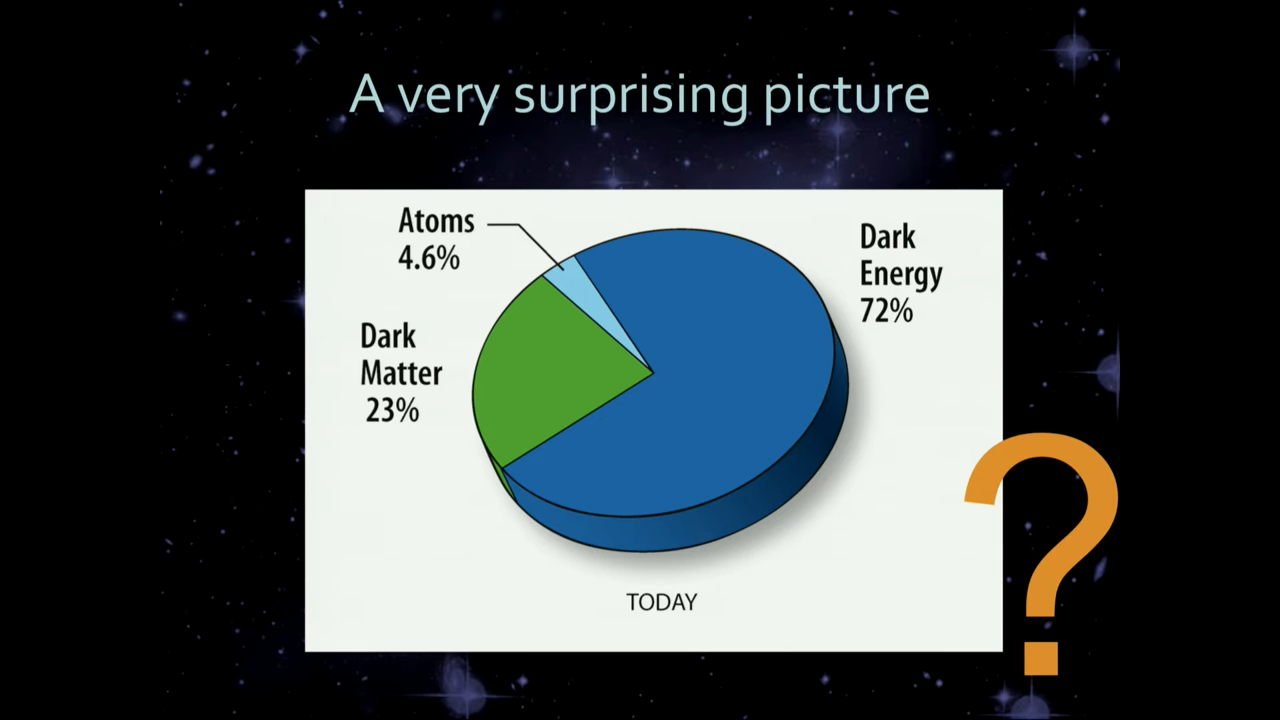 A very surprising picture
Atoms
4.6%
Dark
Energy
72%
Dark
Matter
23%
TODAY
?